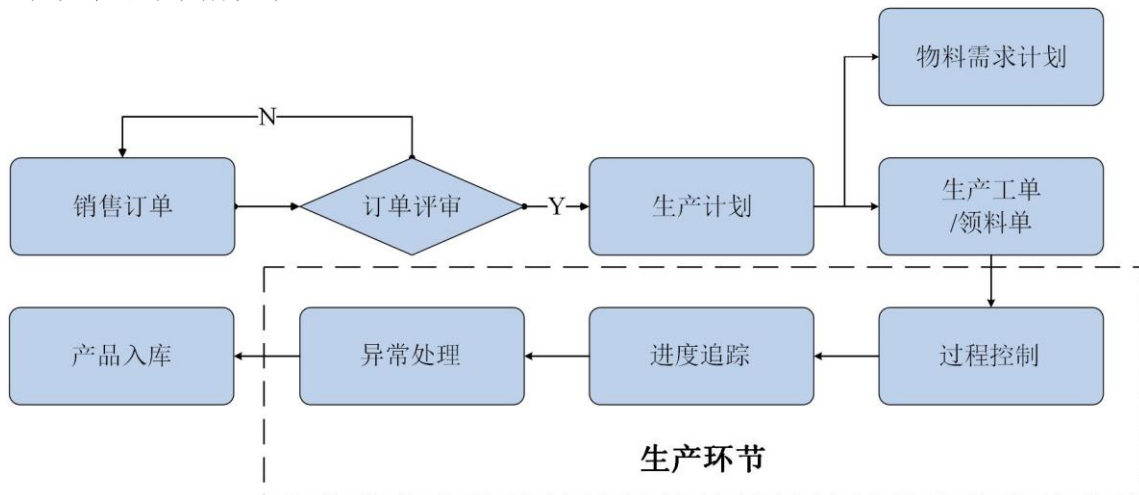 物料需求计划
N
销售订单
订单评审
Y
生产计划
生产工单
/领料单
产品入库
异常处理
进度追踪
过程控制
生产环节